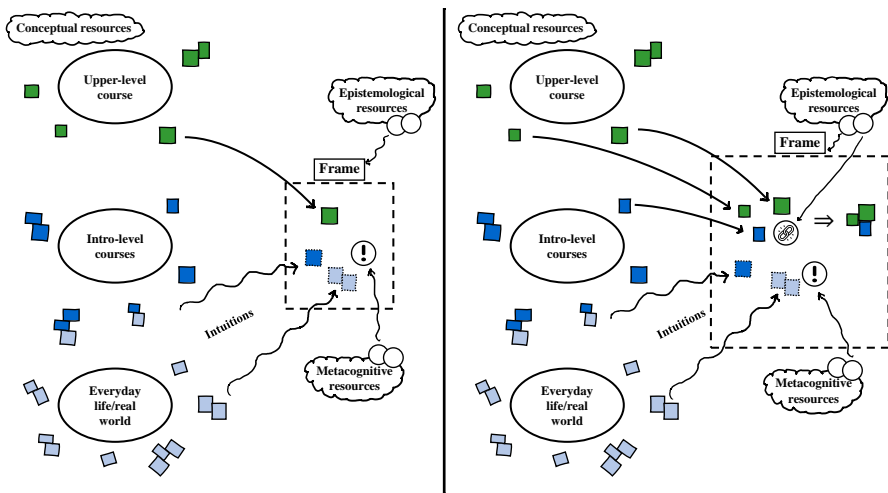 Conceptual resources
Upper-level
course
Epistemological
resources
Frame
Intro-level
courses
!
Intuitions
Metacognitive
resources
Everyday
life/real
world
Conceptual resources
Upper-level
course
Epistemological
resources
Frame
⇒
Intro-level
courses
!
Intuitions
Metacognitive
resources
Everyday
life/real
world